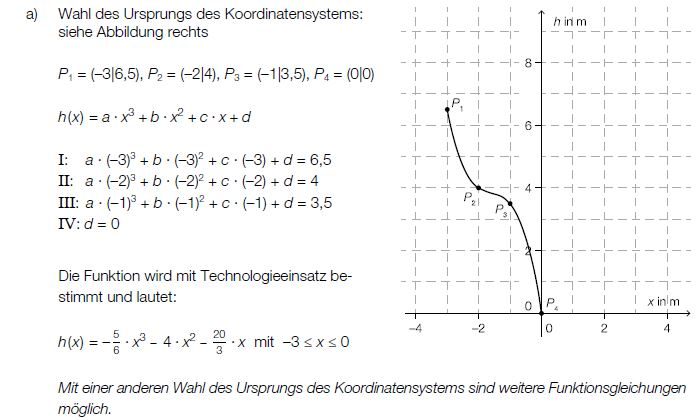 a) Wahl des Ursprungs des Koordinatensystems:
siehe Abbildung rechts
P₁ = (–3|6,5), P₂ = (–2|4), P₃ = (–1|3,5), P₄ = (0|0)
h(x) = a · x³ + b · x² + c · x + d
I: a · (–3)³ + b · (–3)² + c · (–3) + d = 6,5
II: a · (–2)³ + b · (–2)² + c · (–2) + d = 4
III: a · (–1)³ + b · (–1)² + c · (–1) + d = 3,5
IV: d = 0
Die Funktion wird mit Technologieeinsatz be-
stimmt und lautet:
h(x) = –5/6 · x³ – 4 · x² – 20/3 · x mit –3 ≤ x ≤ 0
h in m
8
P₁
6
4
P₂
P₃
2
0
P₄
x in m
–4 –2 0 2 4
Mit einer anderen Wahl des Ursprungs des Koordinatensystems sind weitere Funktionsgleichungen
möglich.